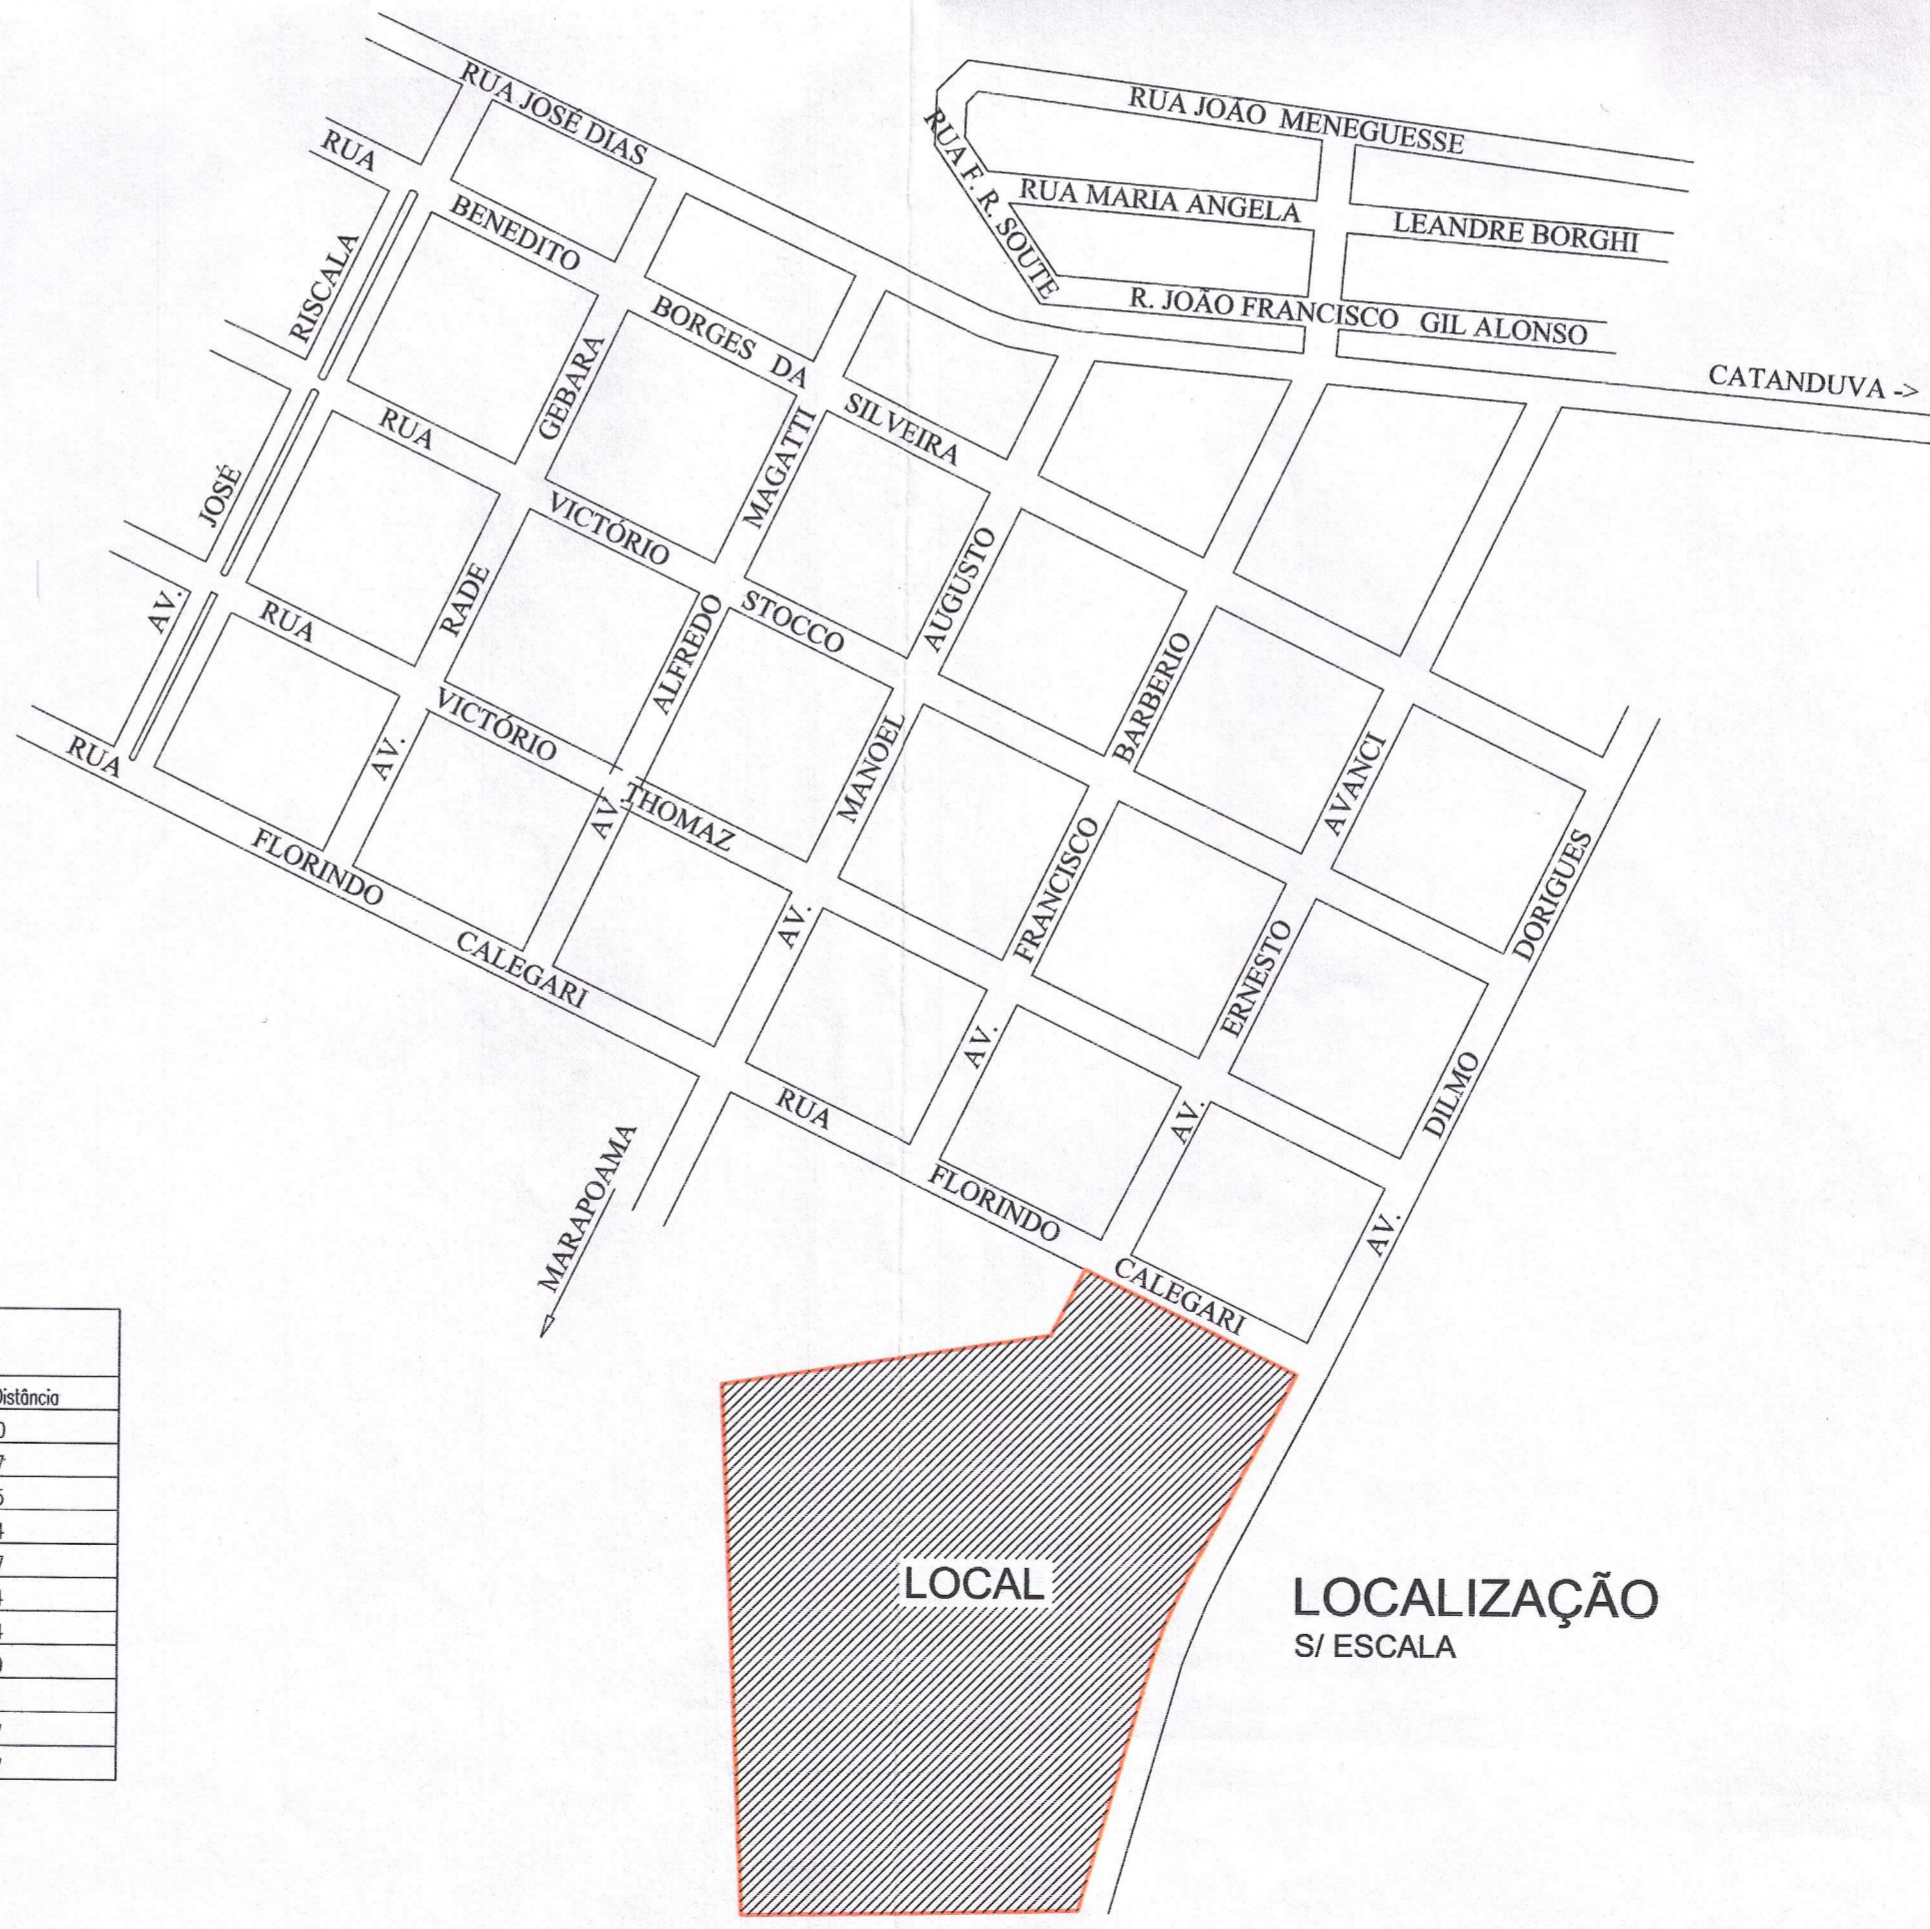 RUA JOSÉ DIAS
RUA JOÃO MENEGUESSE
RUA F. R. SOUTE
RUA MARIA ANGELA LEANDRE BORGHI
R. JOÃO FRANCISCO GIL ALONSO
CATANDUVA ->
RUA BENEDITO BORGES DA SILVEIRA
RUA VICTÓRIO STOCCO
RUA VICTÓRIO THOMAZ
RUA FLORINDO CALEGARI
RUA FLORINDO CALEGARI
AV. JOSÉ RISCALA
AV. RADE GEBARA
AV. ALFREDO MAGATTI
AV. MANOEL AUGUSTO
AV. FRANCISCO BARBERIO
AV. ERNESTO AVANCI
AV. DILMO DORIGUES
MARAPOAMA
LOCAL
LOCALIZAÇÃO
S/ ESCALA
Distância